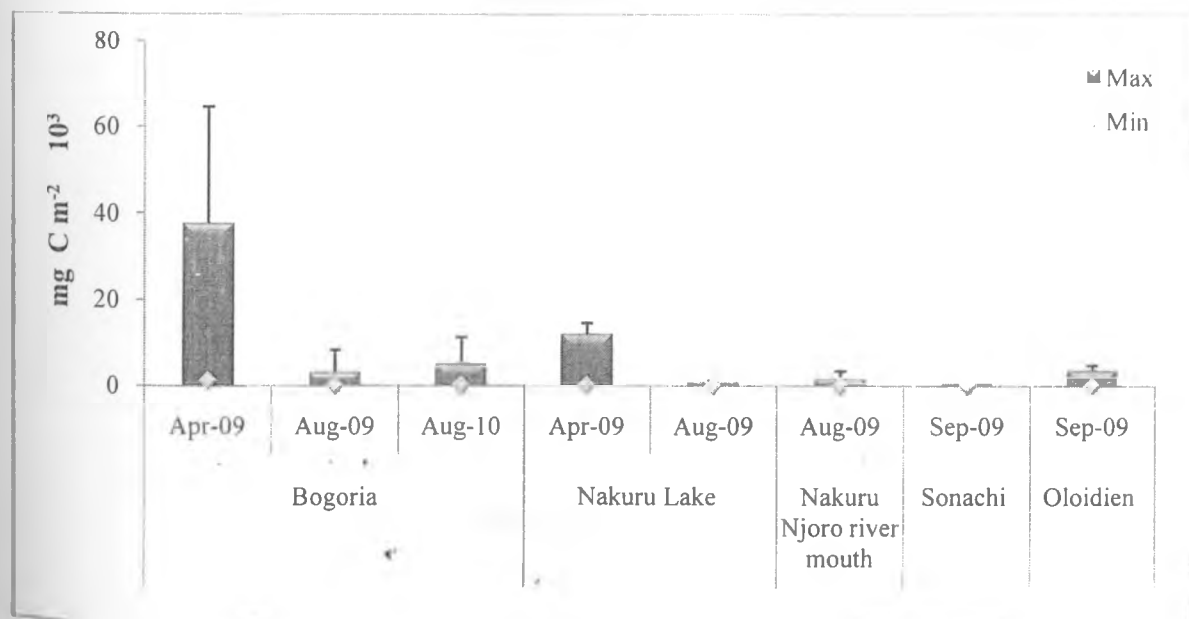 80
60
40
20
0
mg C m⁻² 10³
Max
Min
Apr-09 Aug-09 Aug-10 Apr-09 Aug-09 Aug-09 Sep-09 Sep-09
Bogoria Nakuru Lake Nakuru Njoro river mouth Sonachi Oloidien